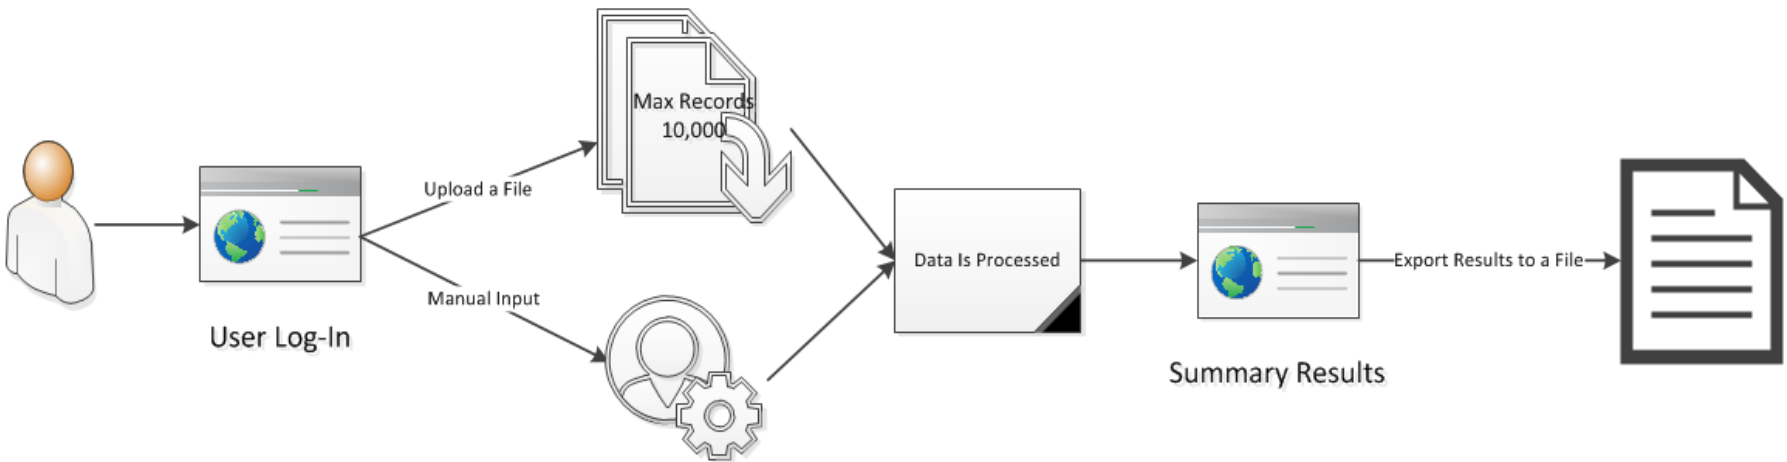 Max Records
10,000
Upload a File
Manual Input
User Log-In
Data Is Processed
Summary Results
Export Results to a File